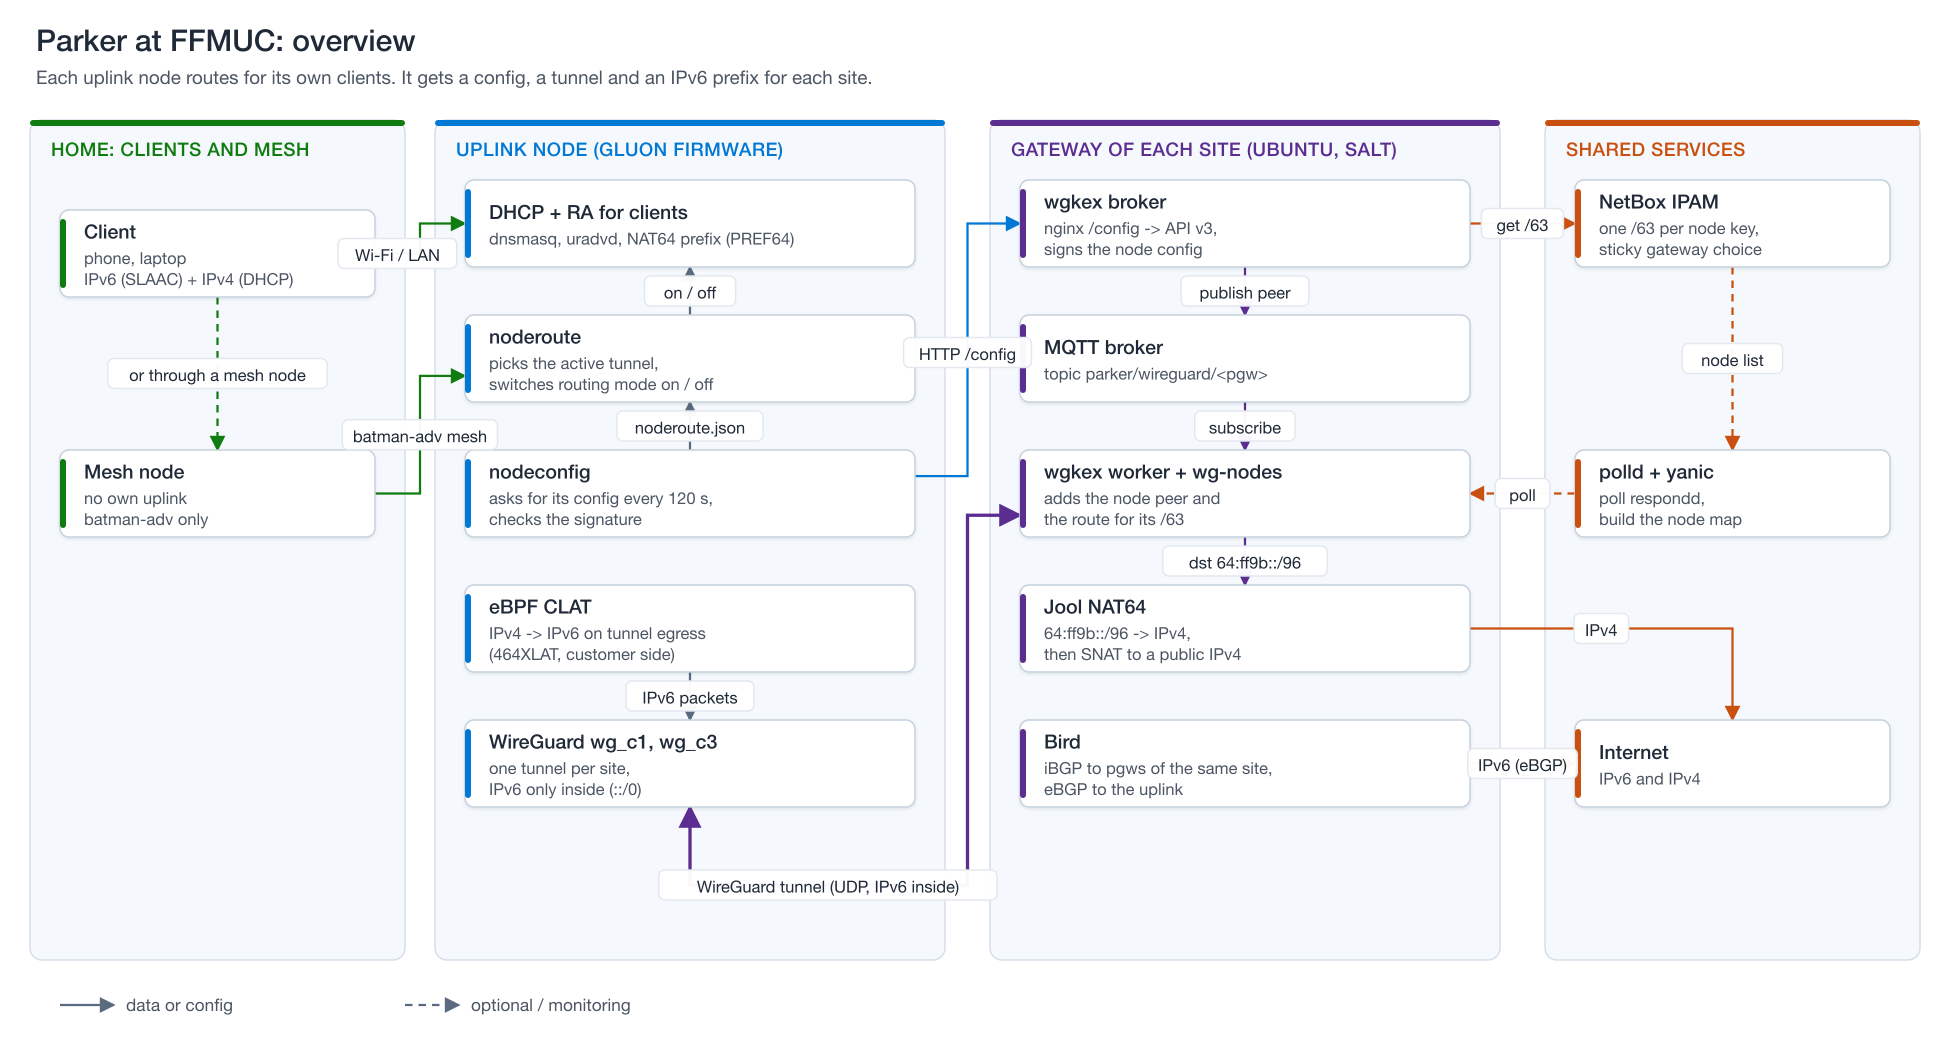 Parker at FFMUC: overview
Each uplink node routes for its own clients. It gets a config, a tunnel and an IPv6 prefix for each site.
HOME: CLIENTS AND MESH
Client
phone, laptop
IPv6 (SLAAC) + IPv4 (DHCP)
or through a mesh node
Mesh node
no own uplink
batman-adv only
Wi-Fi / LAN
batman-adv mesh
UPLINK NODE (GLUON FIRMWARE)
DHCP + RA for clients
dnsmasq, uradvd, NAT64 prefix (PREF64)
on / off
noderoute
picks the active tunnel,
switches routing mode on / off
noderoute.json
nodeconfig
asks for its config every 120 s,
checks the signature
eBPF CLAT
IPv4 -> IPv6 on tunnel egress
(464XLAT, customer side)
IPv6 packets
WireGuard wg_c1, wg_c3
one tunnel per site,
IPv6 only inside (::/0)
WireGuard tunnel (UDP, IPv6 inside)
HTTP /config
GATEWAY OF EACH SITE (UBUNTU, SALT)
wgkex broker
nginx /config -> API v3,
signs the node config
publish peer
MQTT broker
topic parker/wireguard/<pgw>
subscribe
wgkex worker + wg-nodes
adds the node peer and
the route for its /63
dst 64:ff9b::/96
Jool NAT64
64:ff9b::/96 -> IPv4,
then SNAT to a public IPv4
Bird
iBGP to pgws of the same site,
eBGP to the uplink
get /63
poll
IPv4
IPv6 (eBGP)
SHARED SERVICES
NetBox IPAM
one /63 per node key,
sticky gateway choice
node list
polld + yanic
poll respondd,
build the node map
Internet
IPv6 and IPv4
data or config
optional / monitoring